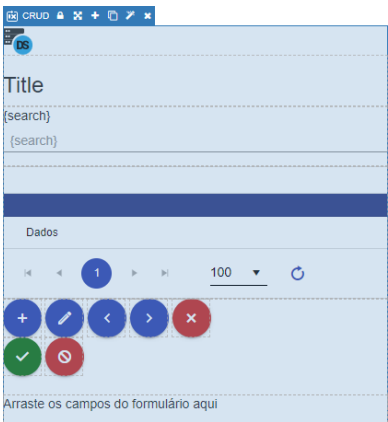 CRUD
DS
Title
{search}
{search}
Dados
1
100
Arraste os campos do formulário aqui